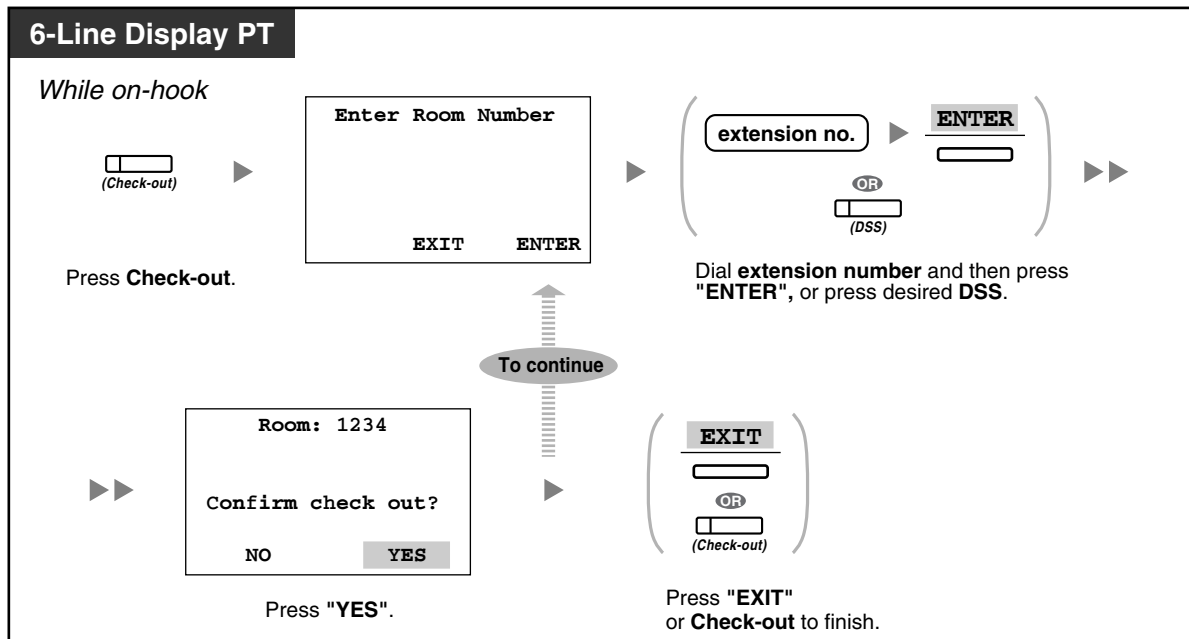 6-Line Display PT
While on-hook
(Check-out)
Press Check-out.
Enter Room Number
EXIT ENTER
extension no.
ENTER
OR
(DSS)
Dial extension number and then press
"ENTER", or press desired DSS.
To continue
Room: 1234
Confirm check out?
NO YES
Press "YES".
EXIT
OR
(Check-out)
Press "EXIT"
or Check-out to finish.